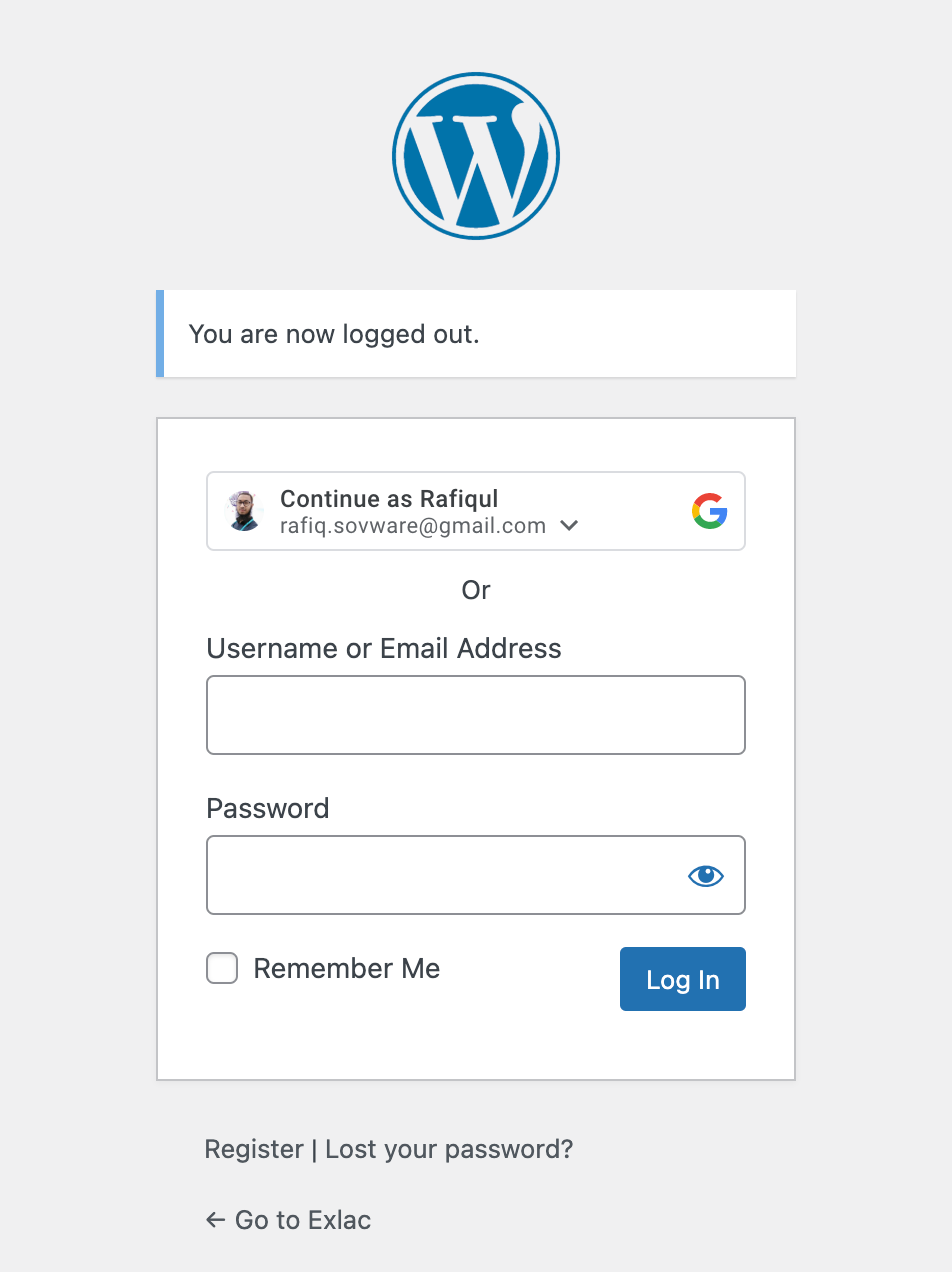 You are now logged out.
Continue as Rafiqul
rafiq.sovware@gmail.com
Or
Username or Email Address
Password
Remember Me
Log In
Register | Lost your password?
← Go to Exlac